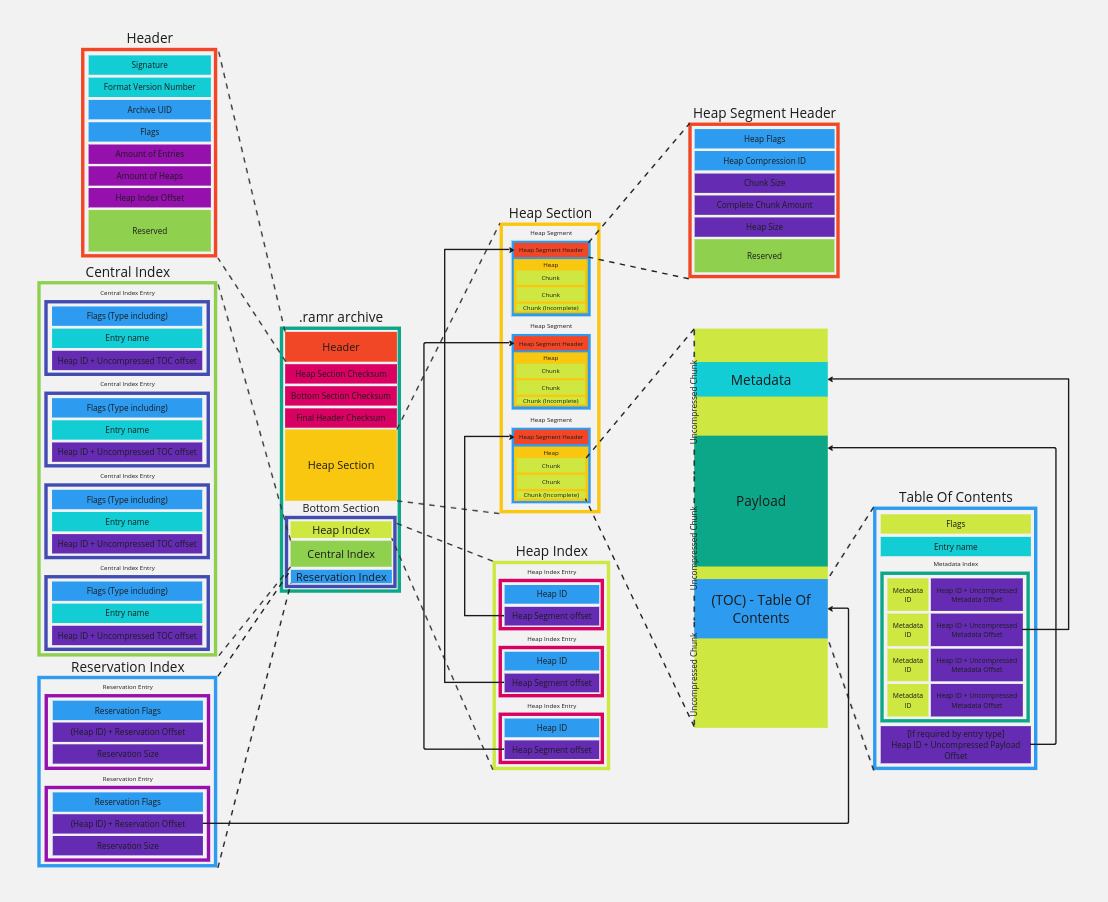 Header
Signature
Format Version Number
Archive UID
Flags
Amount of Entries
Amount of Heaps
Heap Index Offset
Reserved
Central Index
Central Index Entry
Flags (Type including)
Entry name
Heap ID + Uncompressed TOC offset
Central Index Entry
Flags (Type including)
Entry name
Heap ID + Uncompressed TOC offset
Central Index Entry
Flags (Type including)
Entry name
Heap ID + Uncompressed TOC offset
Central Index Entry
Flags (Type including)
Entry name
Heap ID + Uncompressed TOC offset
Reservation Index
Reservation Entry
Reservation Flags
(Heap ID) + Reservation Offset
Reservation Size
Reservation Entry
Reservation Flags
(Heap ID) + Reservation Offset
Reservation Size
.ramr archive
Header
Heap Section Checksum
Bottom Section Checksum
Final Header Checksum
Heap Section
Bottom Section
Heap Index
Central Index
Reservation Index
Heap Section
Heap Segment
Heap Segment Header
Heap
Chunk
Chunk
Chunk (Incomplete)
Heap Segment
Heap Segment Header
Heap
Chunk
Chunk
Chunk (Incomplete)
Heap Segment
Heap Segment Header
Heap
Chunk
Chunk
Chunk (Incomplete)
Heap Index
Heap Index Entry
Heap ID
Heap Segment offset
Heap Index Entry
Heap ID
Heap Segment offset
Heap Index Entry
Heap ID
Heap Segment offset
Heap Segment Header
Heap Flags
Heap Compression ID
Chunk Size
Complete Chunk Amount
Heap Size
Reserved
Uncompressed Chunk
Uncompressed Chunk
Uncompressed Chunk
Metadata
Payload
(TOC) - Table Of
Contents
Table Of Contents
Flags
Entry name
Metadata Index
Metadata
ID
Heap ID + Uncompressed
Metadata Offset
Metadata
ID
Heap ID + Uncompressed
Metadata Offset
Metadata
ID
Heap ID + Uncompressed
Metadata Offset
Metadata
ID
Heap ID + Uncompressed
Metadata Offset
[If required by entry type]
Heap ID + Uncompressed Payload
Offset